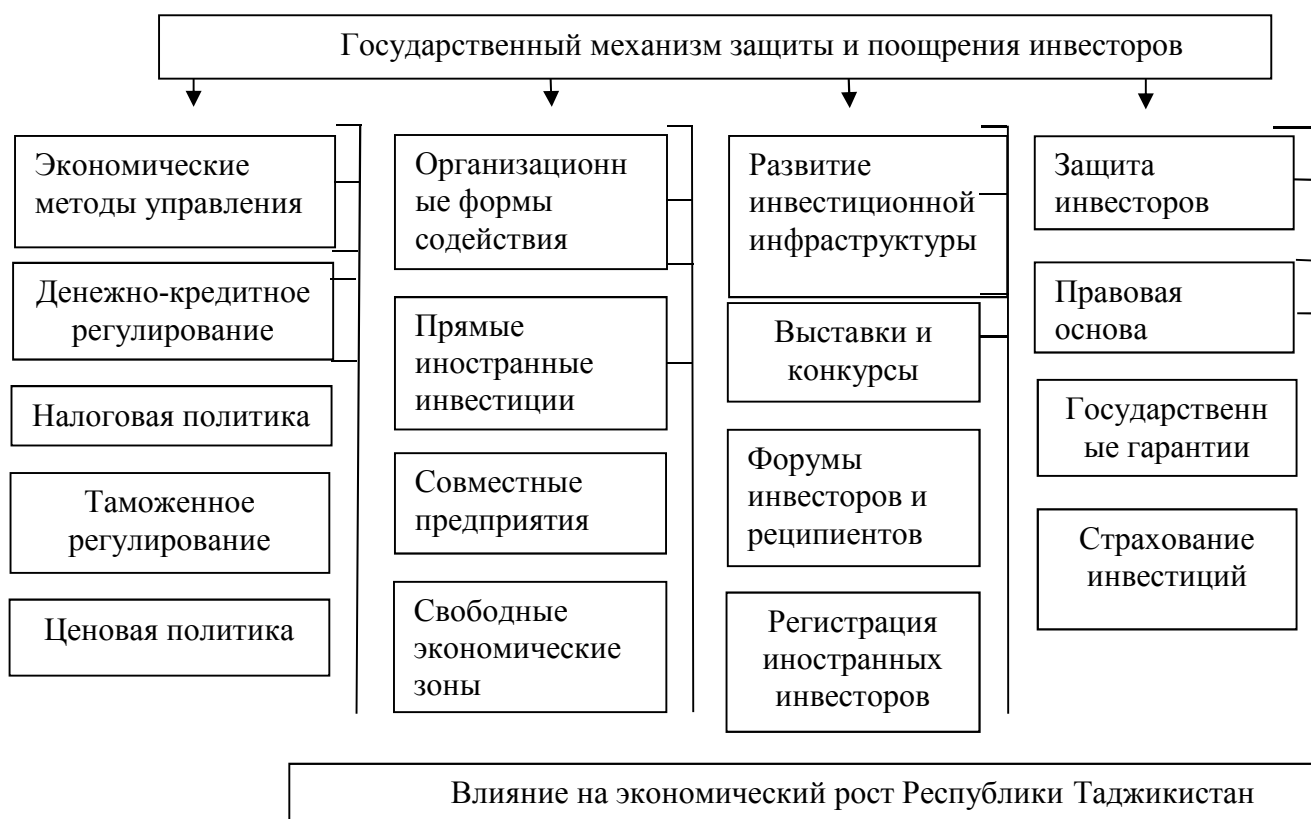 Государственный механизм защиты и поощрения инвесторов
Экономические
методы управления
Денежно-кредитное
регулирование
Налоговая политика
Таможенное
регулирование
Ценовая политика
Организационн
ые формы
содействия
Прямые
иностранные
инвестиции
Совместные
предприятия
Свободные
экономические
зоны
Развитие
инвестиционной
инфраструктуры
Выставки и
конкурсы
Форумы
инвесторов и
реципиентов
Регистрация
иностранных
инвесторов
Защита
инвесторов
Правовая
основа
Государственн
ые гарантии
Страхование
инвестиций
Влияние на экономический рост Республики Таджикистан